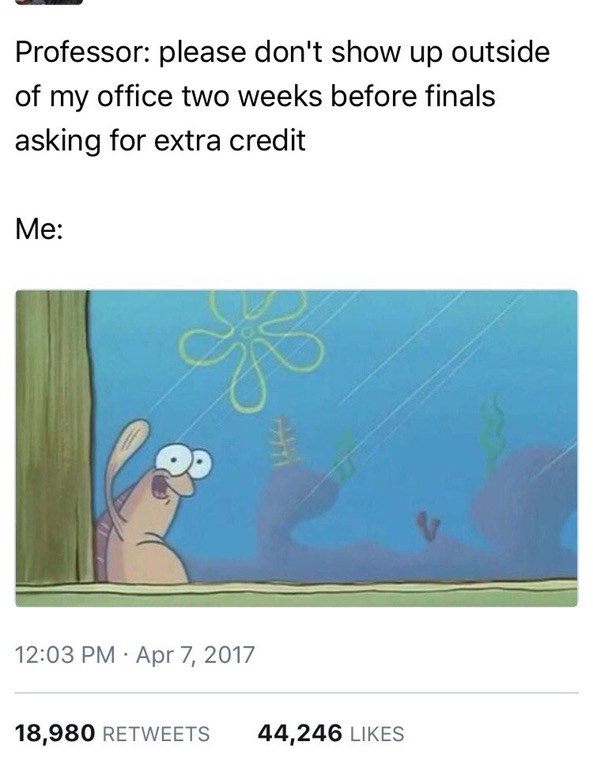 Professor: please don't show up outside
of my office two weeks before finals
asking for extra credit
Me:
12:03 PM · Apr 7, 2017
18,980 RETWEETS 44,246 LIKES